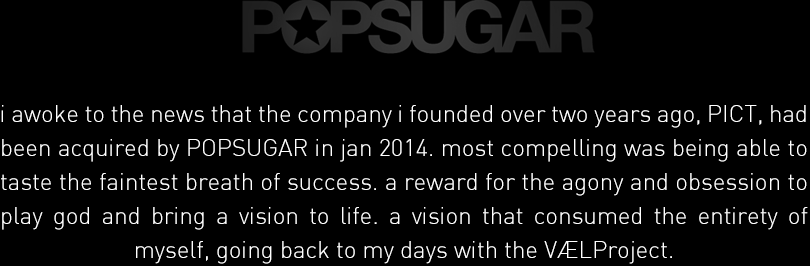 POPSUGAR
i awoke to the news that the company i founded over two years ago, PICT, had
been acquired by POPSUGAR in jan 2014. most compelling was being able to
taste the faintest breath of success. a reward for the agony and obsession to
play god and bring a vision to life. a vision that consumed the entirety of
myself, going back to my days with the VÆLProject.